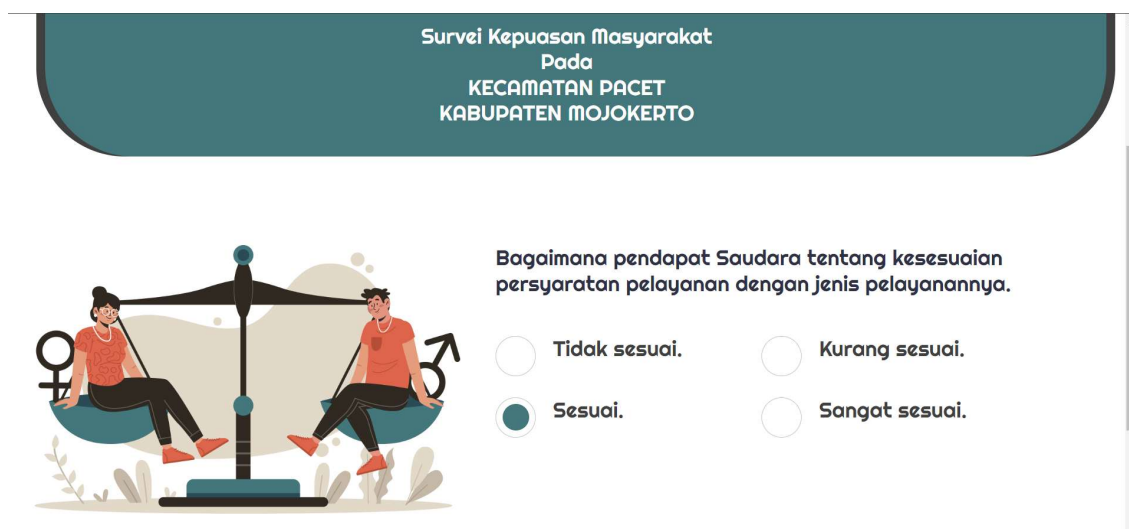 Survei Kepuasan Masyarakat
Pada
KECAMATAN PACET
KABUPATEN MOJOKERTO
Bagaimana pendapat Saudara tentang kesesuaian
persyaratan pelayanan dengan jenis pelayanannya.
Tidak sesuai.
Kurang sesuai.
Sesuai.
Sangat sesuai.